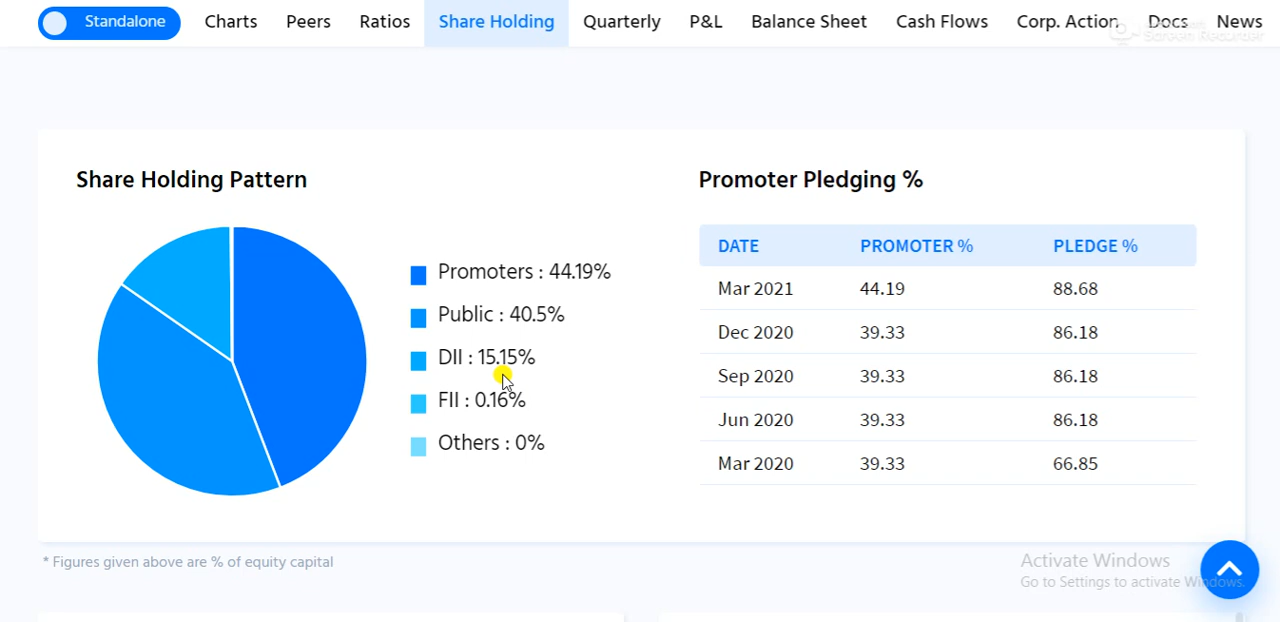 Standalone Charts Peers Ratios Share Holding Quarterly P&L Balance Sheet Cash Flows Corp. Action Docs News
Screen Recorder
Share Holding Pattern
Promoters : 44.19%
Public : 40.5%
DII : 15.15%
FII : 0.16%
Others : 0%
Promoter Pledging %
DATE PROMOTER % PLEDGE %
Mar 2021 44.19 88.68
Dec 2020 39.33 86.18
Sep 2020 39.33 86.18
Jun 2020 39.33 86.18
Mar 2020 39.33 66.85
* Figures given above are % of equity capital
Activate Windows
Go to Settings to activate Windows.